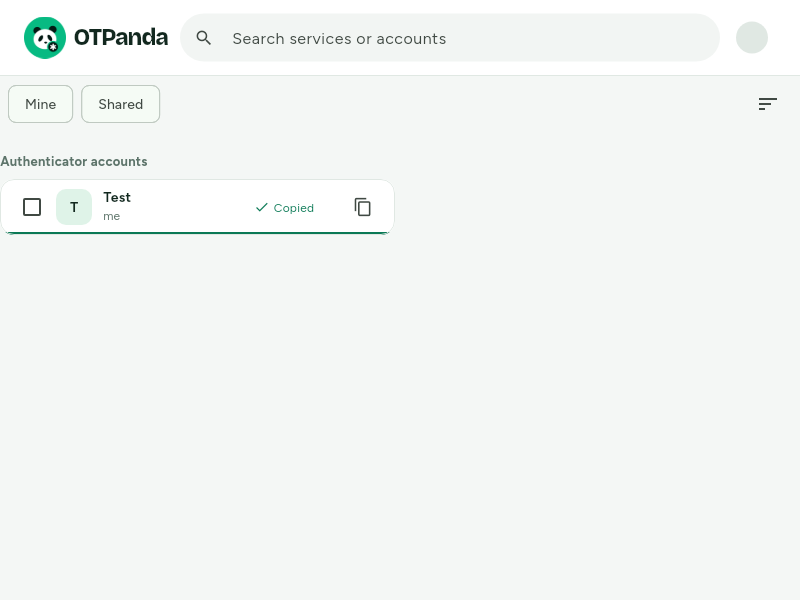 OTPanda
Search services or accounts
Mine
Shared
Authenticator accounts
T
Test
me
Copied